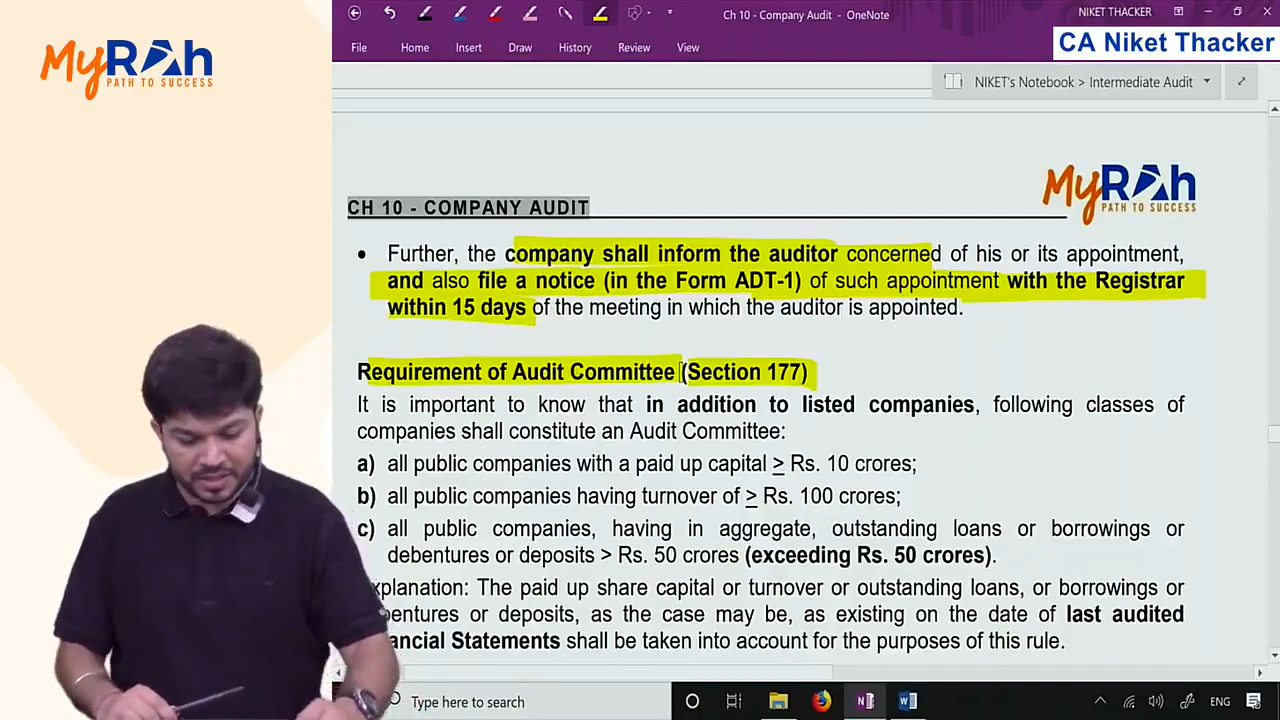 MyRAh
PATH TO SUCCESS
Ch 10 - Company Audit - OneNote
NIKET THACKER
CA Niket Thacker
File Home Insert Draw History Review View
NIKET's Notebook > Intermediate Audit
MyRAh
PATH TO SUCCESS
CH 10 - COMPANY AUDIT
• Further, the company shall inform the auditor concerned of his or its appointment,
and also file a notice (in the Form ADT-1) of such appointment with the Registrar
within 15 days of the meeting in which the auditor is appointed.
Requirement of Audit Committee (Section 177)
It is important to know that in addition to listed companies, following classes of
companies shall constitute an Audit Committee:
a) all public companies with a paid up capital ≥ Rs. 10 crores;
b) all public companies having turnover of ≥ Rs. 100 crores;
c) all public companies, having in aggregate, outstanding loans or borrowings or
debentures or deposits > Rs. 50 crores (exceeding Rs. 50 crores).
xplanation: The paid up share capital or turnover or outstanding loans, or borrowings or
entures or deposits, as the case may be, as existing on the date of last audited
ancial Statements shall be taken into account for the purposes of this rule.
Type here to search
ENG